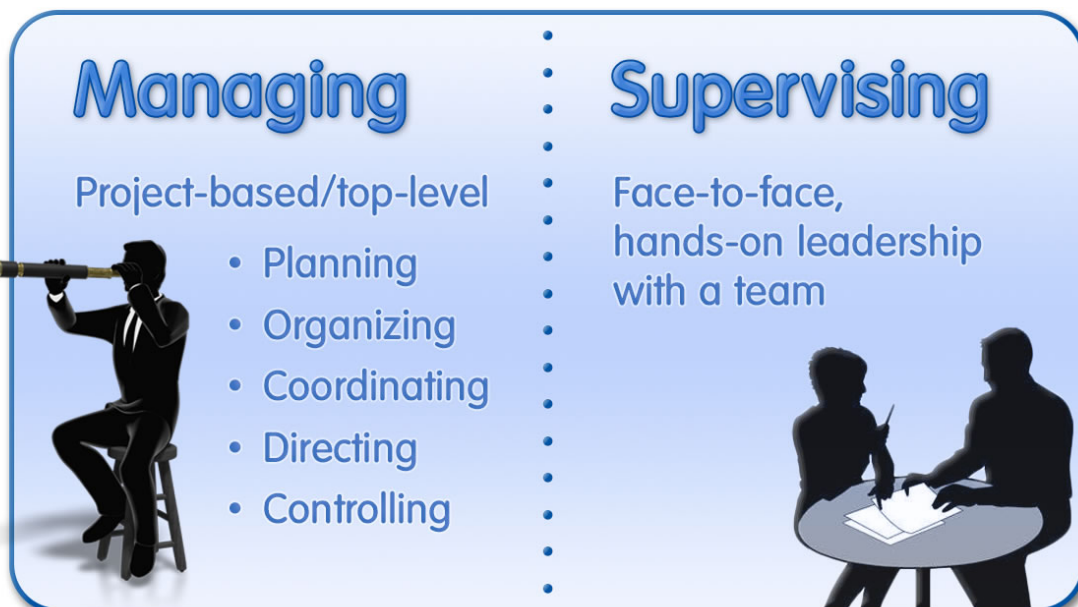 Managing
Project-based/top-level
• Planning
• Organizing
• Coordinating
• Directing
• Controlling
Supervising
Face-to-face,
hands-on leadership
with a team